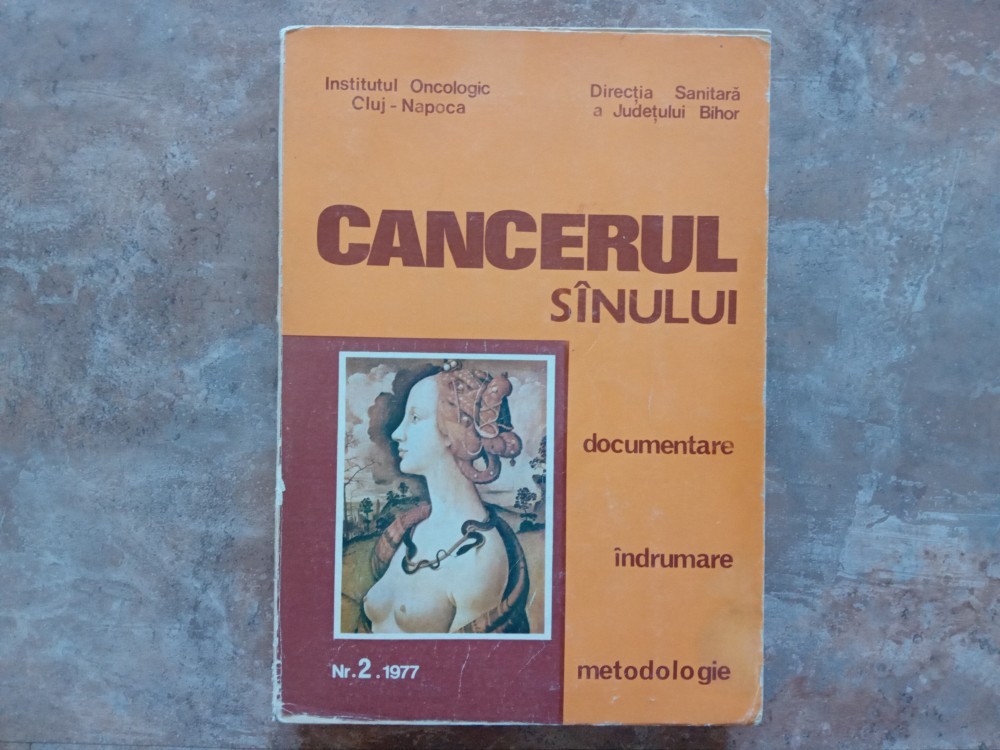 Institutul Oncologic
Cluj - Napoca
Direcția Sanitară
a Județului Bihor
CANCERUL
SÎNULUI
documentare
îndrumare
metodologie
Nr. 2 . 1977